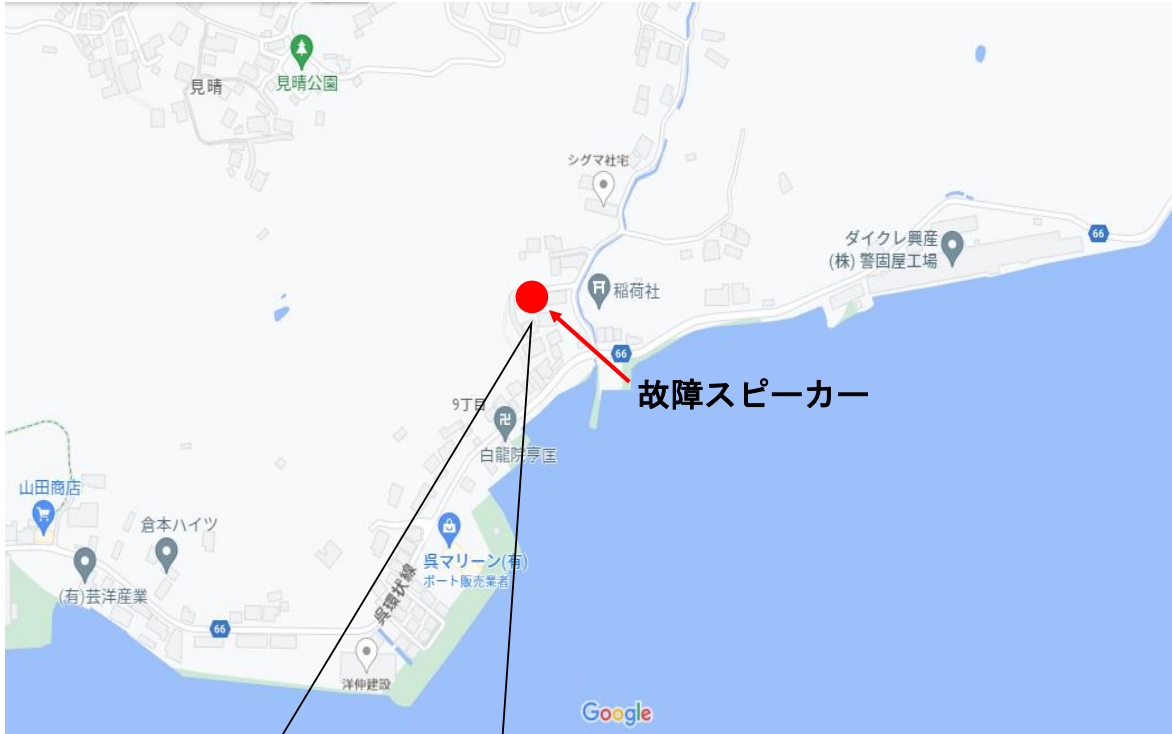 見晴
見晴公園
シグマ社宅
ダイクレ興産
(株) 警固屋工場
66
稲荷社
66
故障スピーカー
9丁目
白龍院亨匡
山田商店
倉本ハイツ
呉マリーン(有)
ボート販売業者
(有)芸洋産業
呉環状線
66
洋伸建設
Google